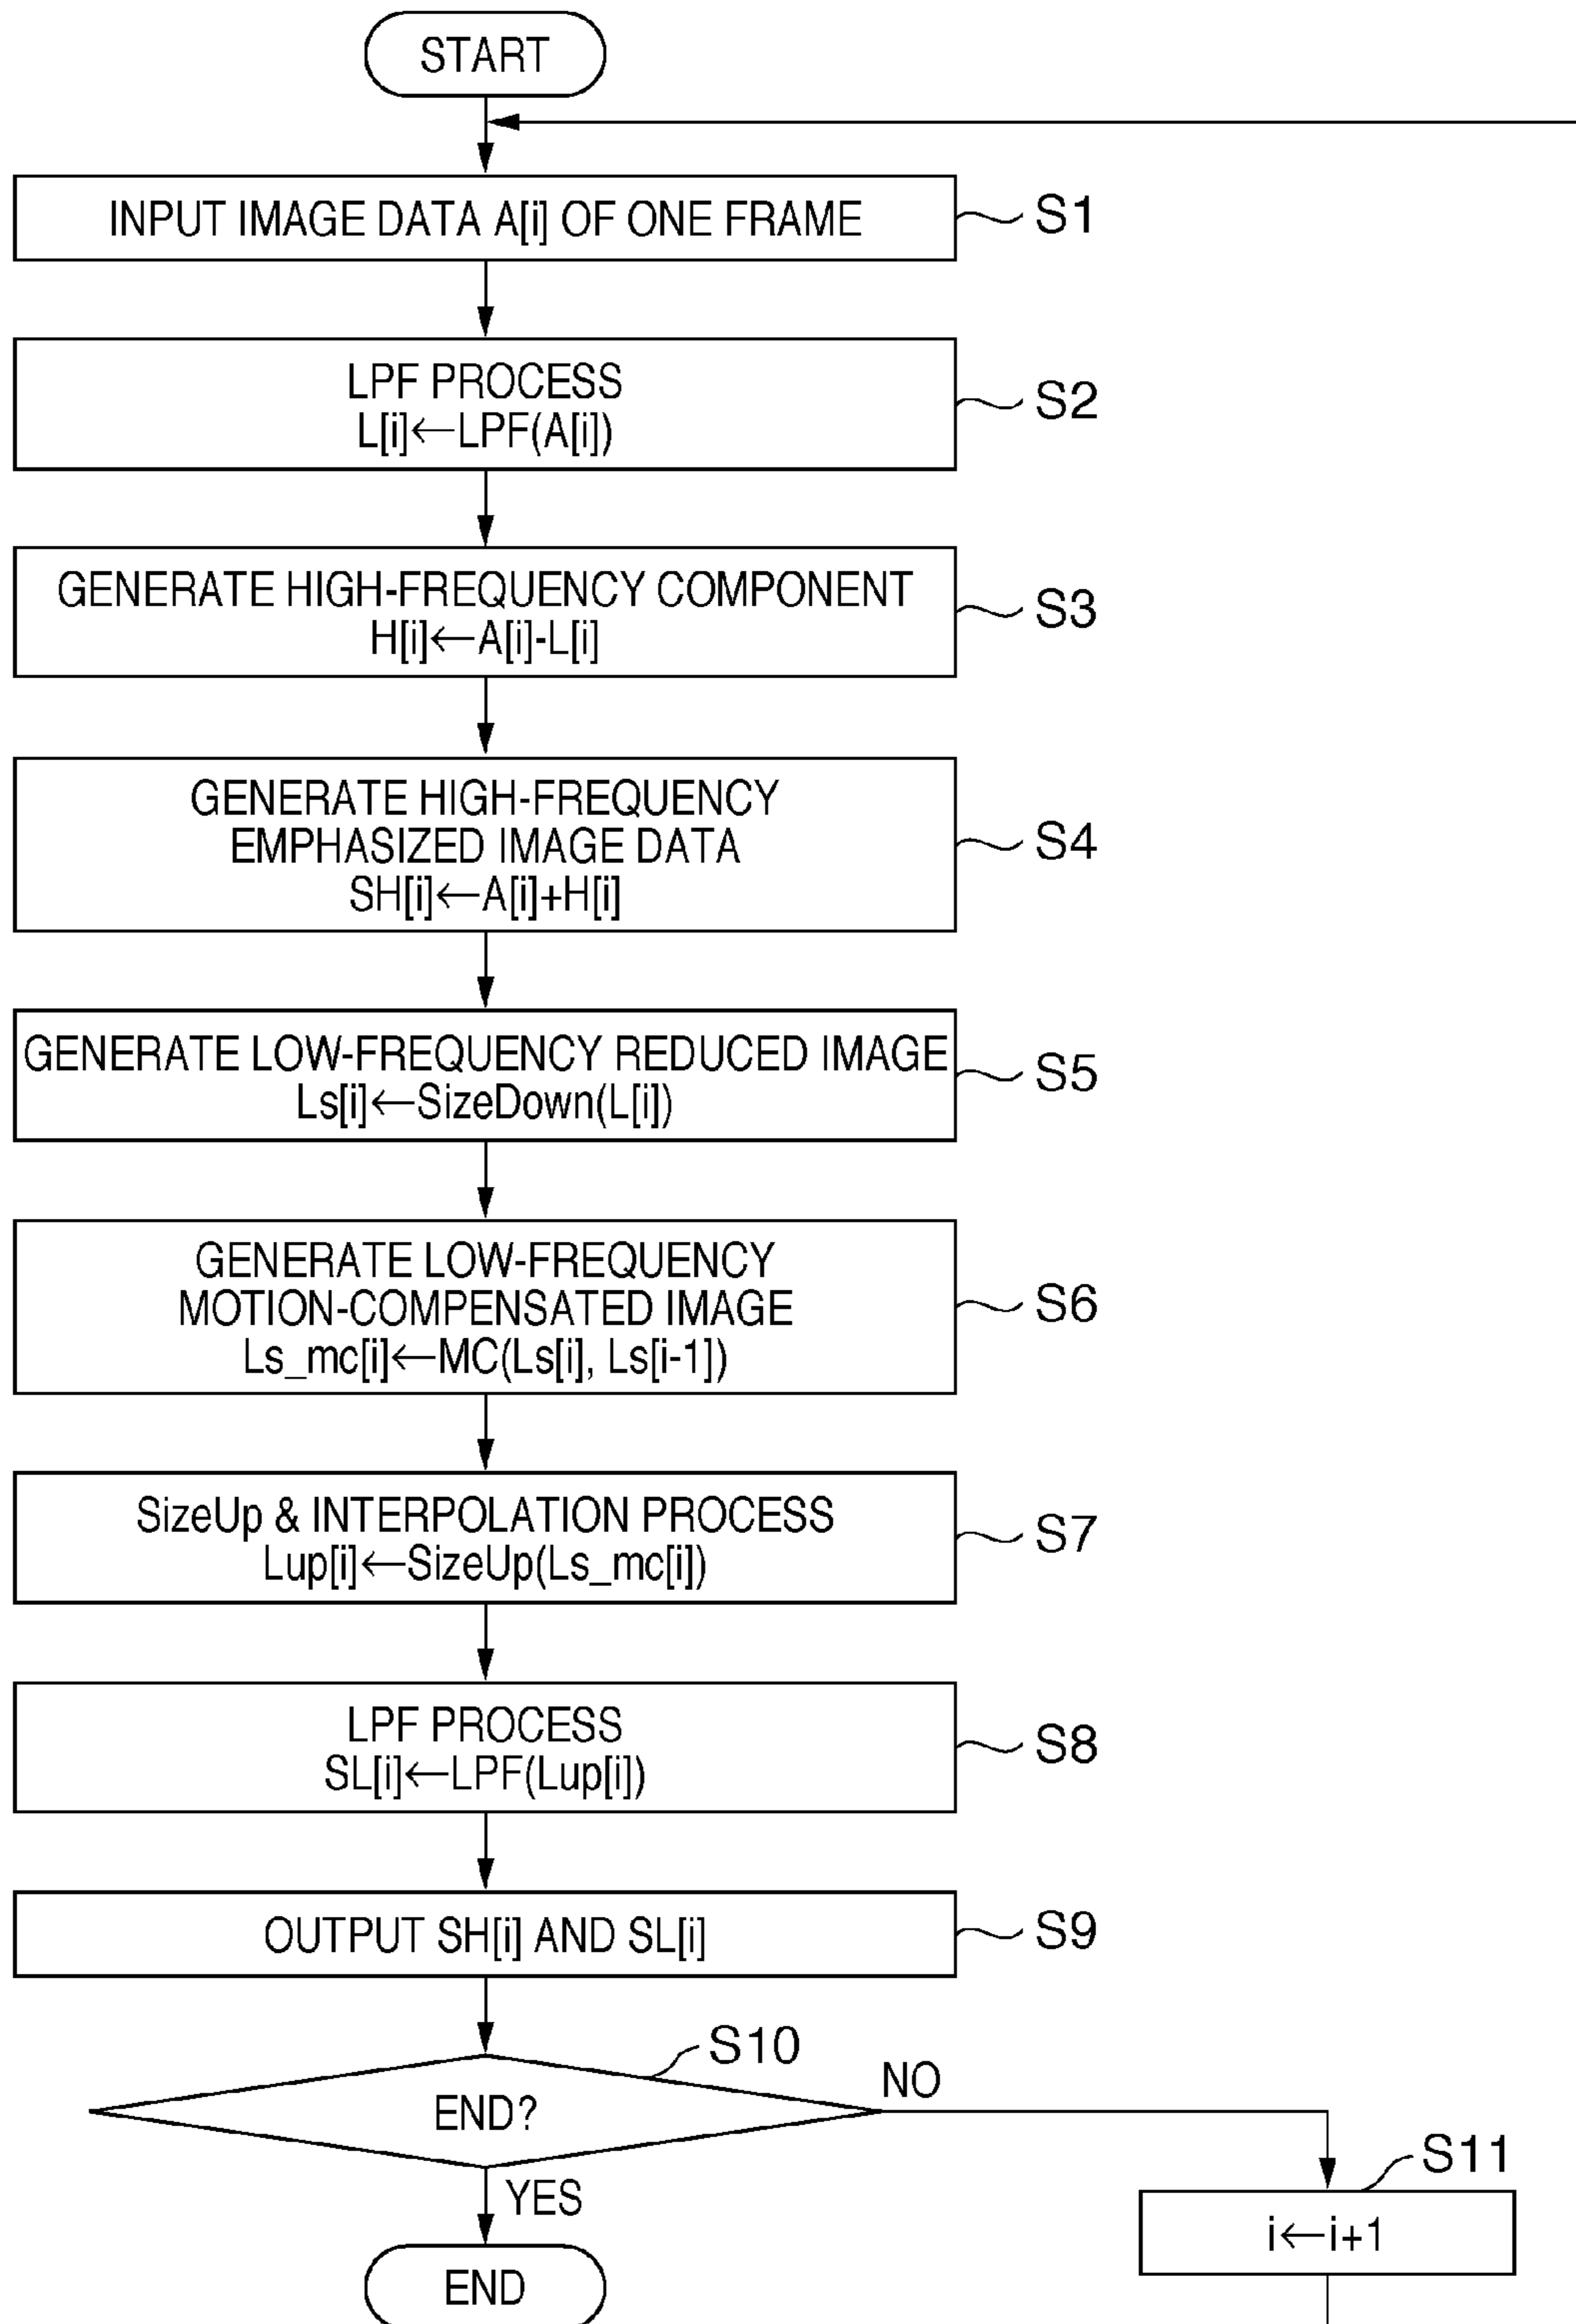 START
INPUT IMAGE DATA A[i] OF ONE FRAME
S1
LPF PROCESS
L[i]←LPF(A[i])
S2
GENERATE HIGH-FREQUENCY COMPONENT
H[i]←A[i]-L[i]
S3
GENERATE HIGH-FREQUENCY
EMPHASIZED IMAGE DATA
SH[i]←A[i]+H[i]
S4
GENERATE LOW-FREQUENCY REDUCED IMAGE
Ls[i]←SizeDown(L[i])
S5
GENERATE LOW-FREQUENCY
MOTION-COMPENSATED IMAGE
Ls_mc[i]←MC(Ls[i], Ls[i-1])
S6
SizeUp & INTERPOLATION PROCESS
Lup[i]←SizeUp(Ls_mc[i])
S7
LPF PROCESS
SL[i]←LPF(Lup[i])
S8
OUTPUT SH[i] AND SL[i]
S9
S10
END?
NO
YES
S11
i←i+1
END